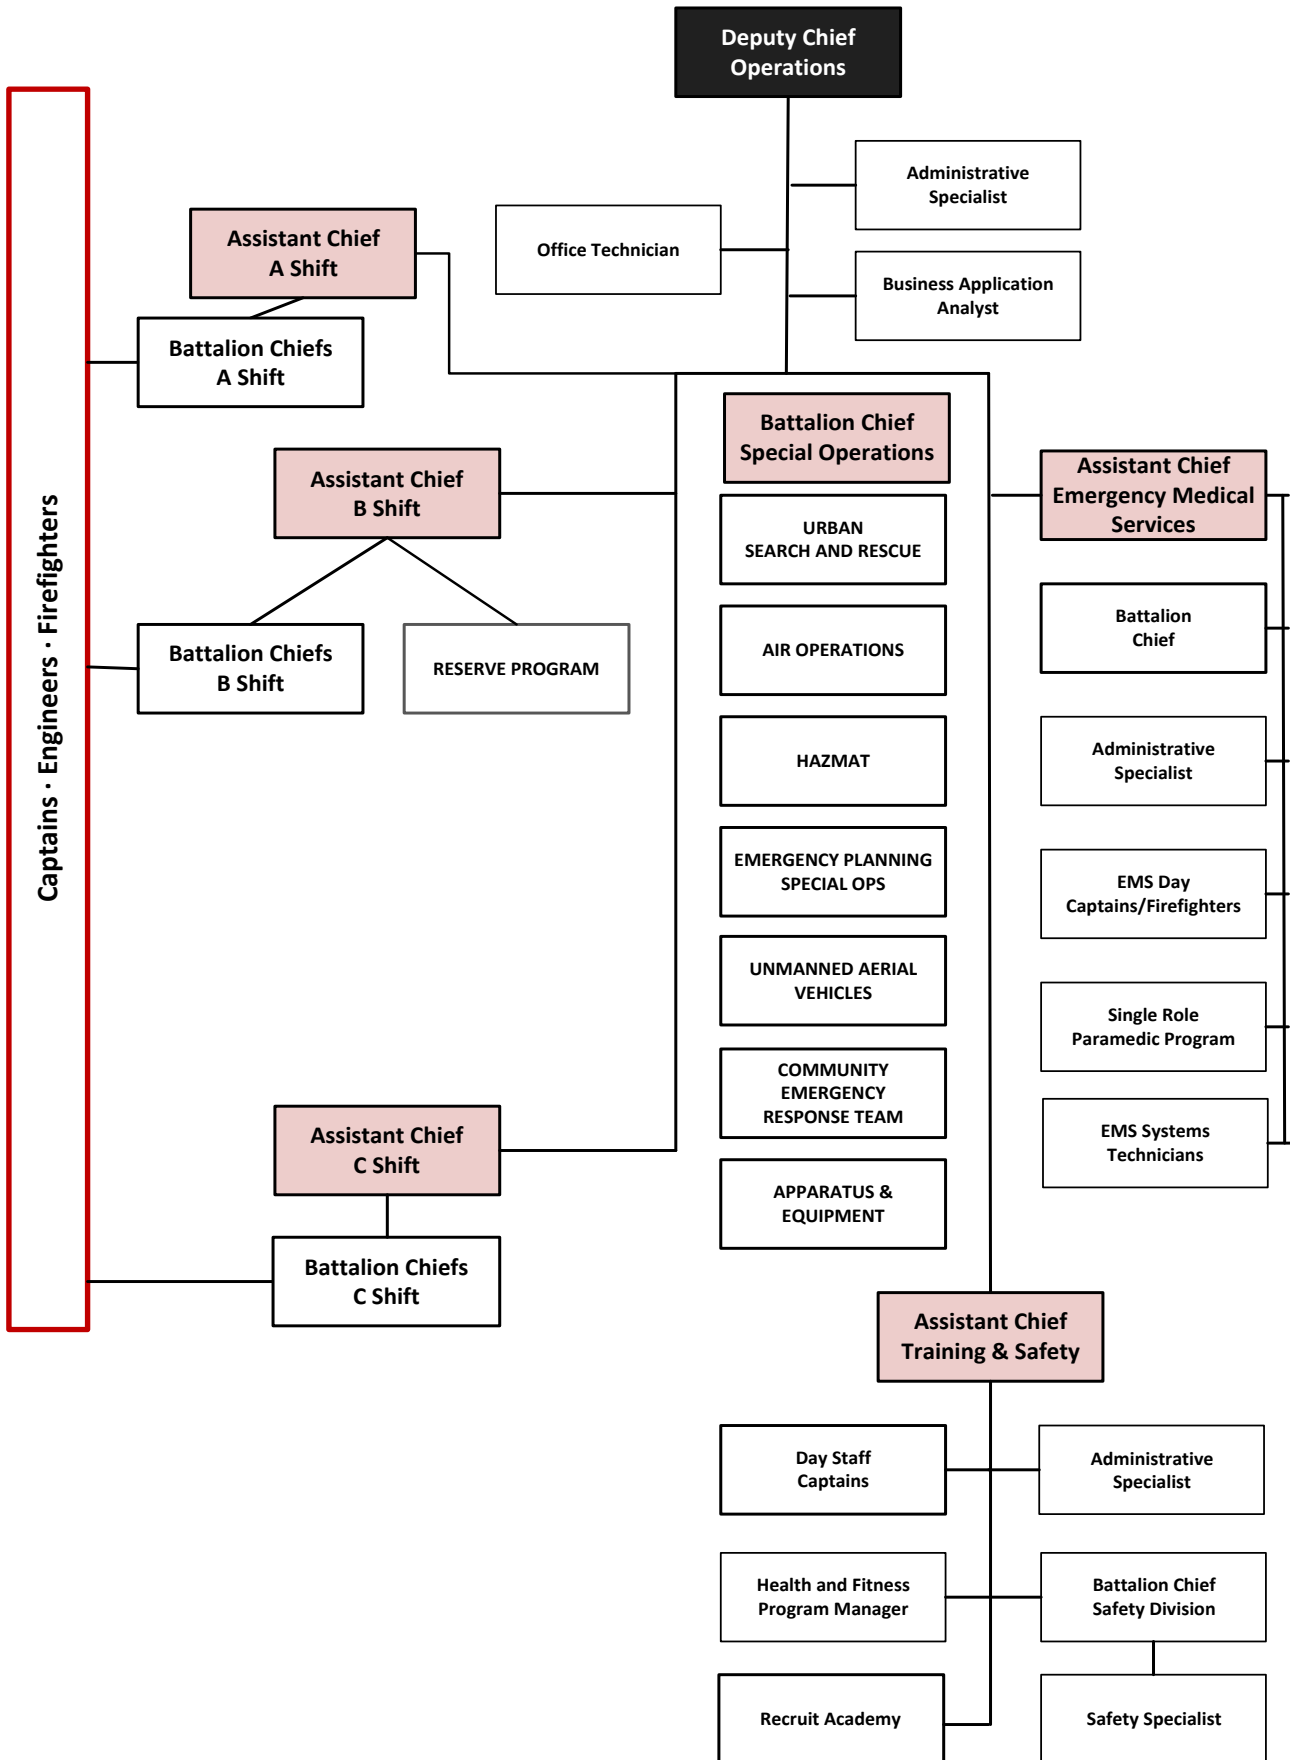 Deputy Chief
Operations
Administrative
Specialist
Office Technician
Business Application
Analyst
Assistant Chief
A Shift
Battalion Chiefs
A Shift
Captains · Engineers · Firefighters
Assistant Chief
B Shift
Battalion Chiefs
B Shift
RESERVE PROGRAM
Assistant Chief
C Shift
Battalion Chiefs
C Shift
Battalion Chief
Special Operations
URBAN
SEARCH AND RESCUE
AIR OPERATIONS
HAZMAT
EMERGENCY PLANNING
SPECIAL OPS
UNMANNED AERIAL
VEHICLES
COMMUNITY
EMERGENCY
RESPONSE TEAM
APPARATUS &
EQUIPMENT
Assistant Chief
Emergency Medical
Services
Battalion
Chief
Administrative
Specialist
EMS Day
Captains/Firefighters
Single Role
Paramedic Program
EMS Systems
Technicians
Assistant Chief
Training & Safety
Day Staff
Captains
Administrative
Specialist
Health and Fitness
Program Manager
Battalion Chief
Safety Division
Recruit Academy
Safety Specialist